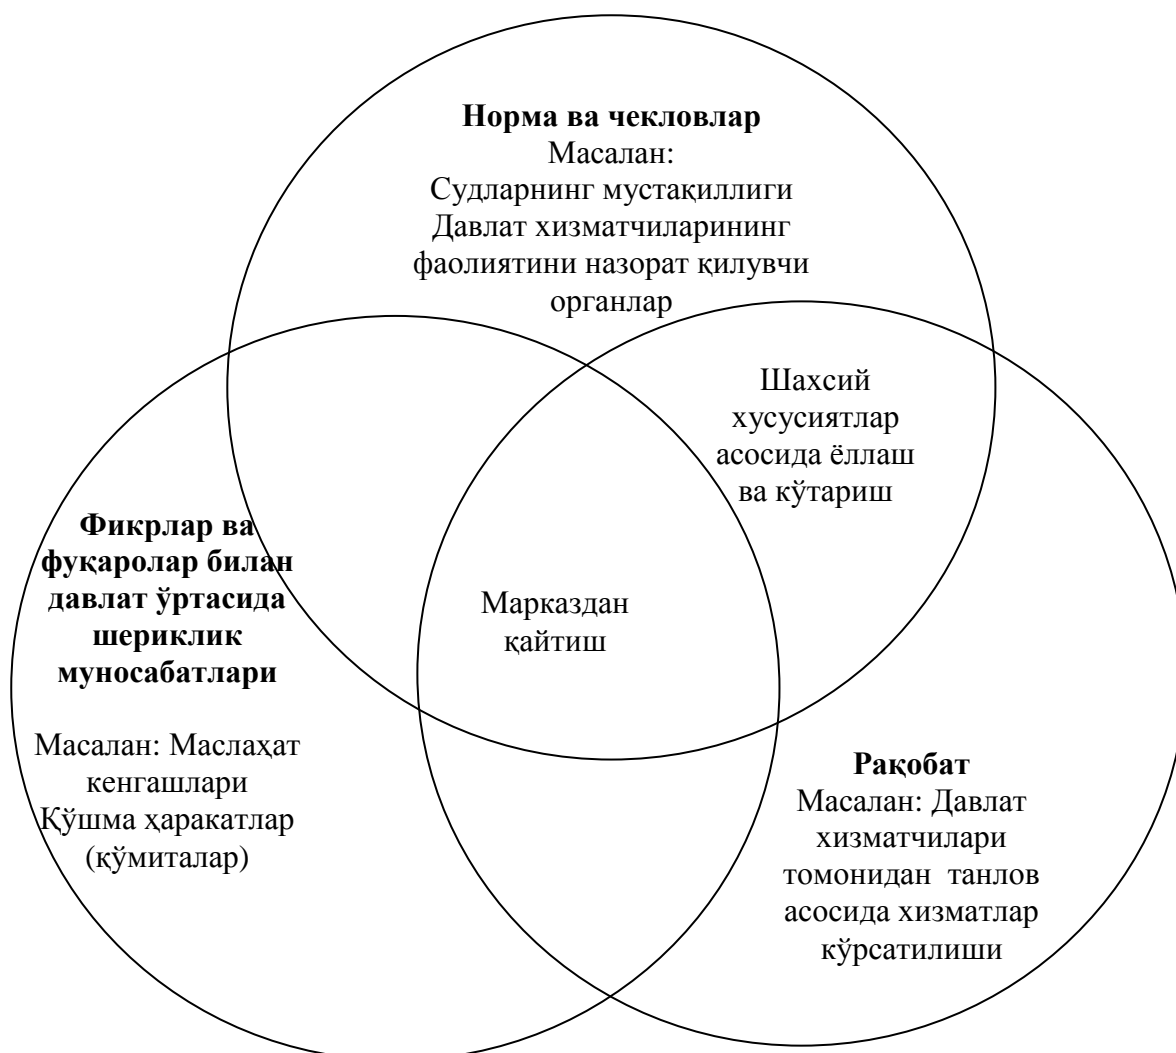 Норма ва чекловлар
Масалан:
Судларнинг мустақиллиги
Давлат хизматчиларининг
фаолиятини назорат қилувчи
органлар
Шахсий
хусусиятлар
асосида ёллаш
ва кўтариш
Фикрлар ва
фуқаролар билан
давлат ўртасида
шериклик
муносабатлари
Масалан: Маслаҳат
кенгашлари
Қўшма ҳаракатлар
(қўмиталар)
Марказдан
қайтиш
Рақобат
Масалан: Давлат
хизматчилари
томонидан танлов
асосида хизматлар
кўрсатилиши